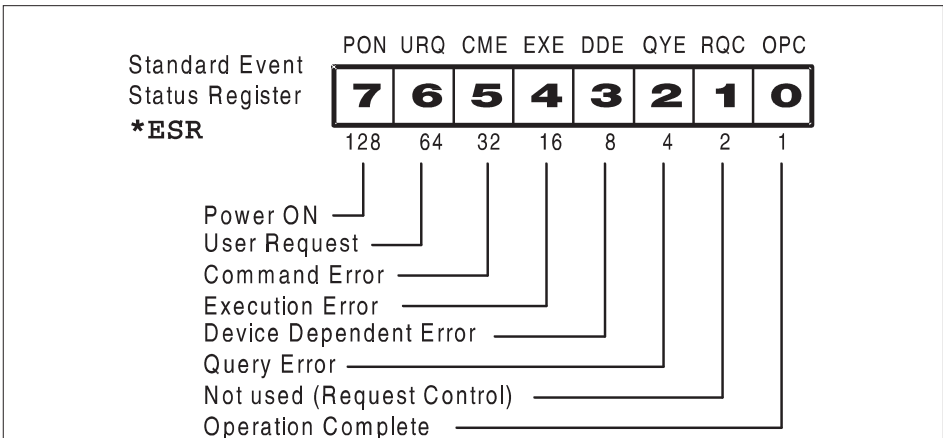 PON URQ CME EXE DDE QYE RQC OPC
Standard Event
Status Register
*ESR
7 6 5 4 3 2 1 0
128 64 32 16 8 4 2 1
Power ON
User Request
Command Error
Execution Error
Device Dependent Error
Query Error
Not used (Request Control)
Operation Complete